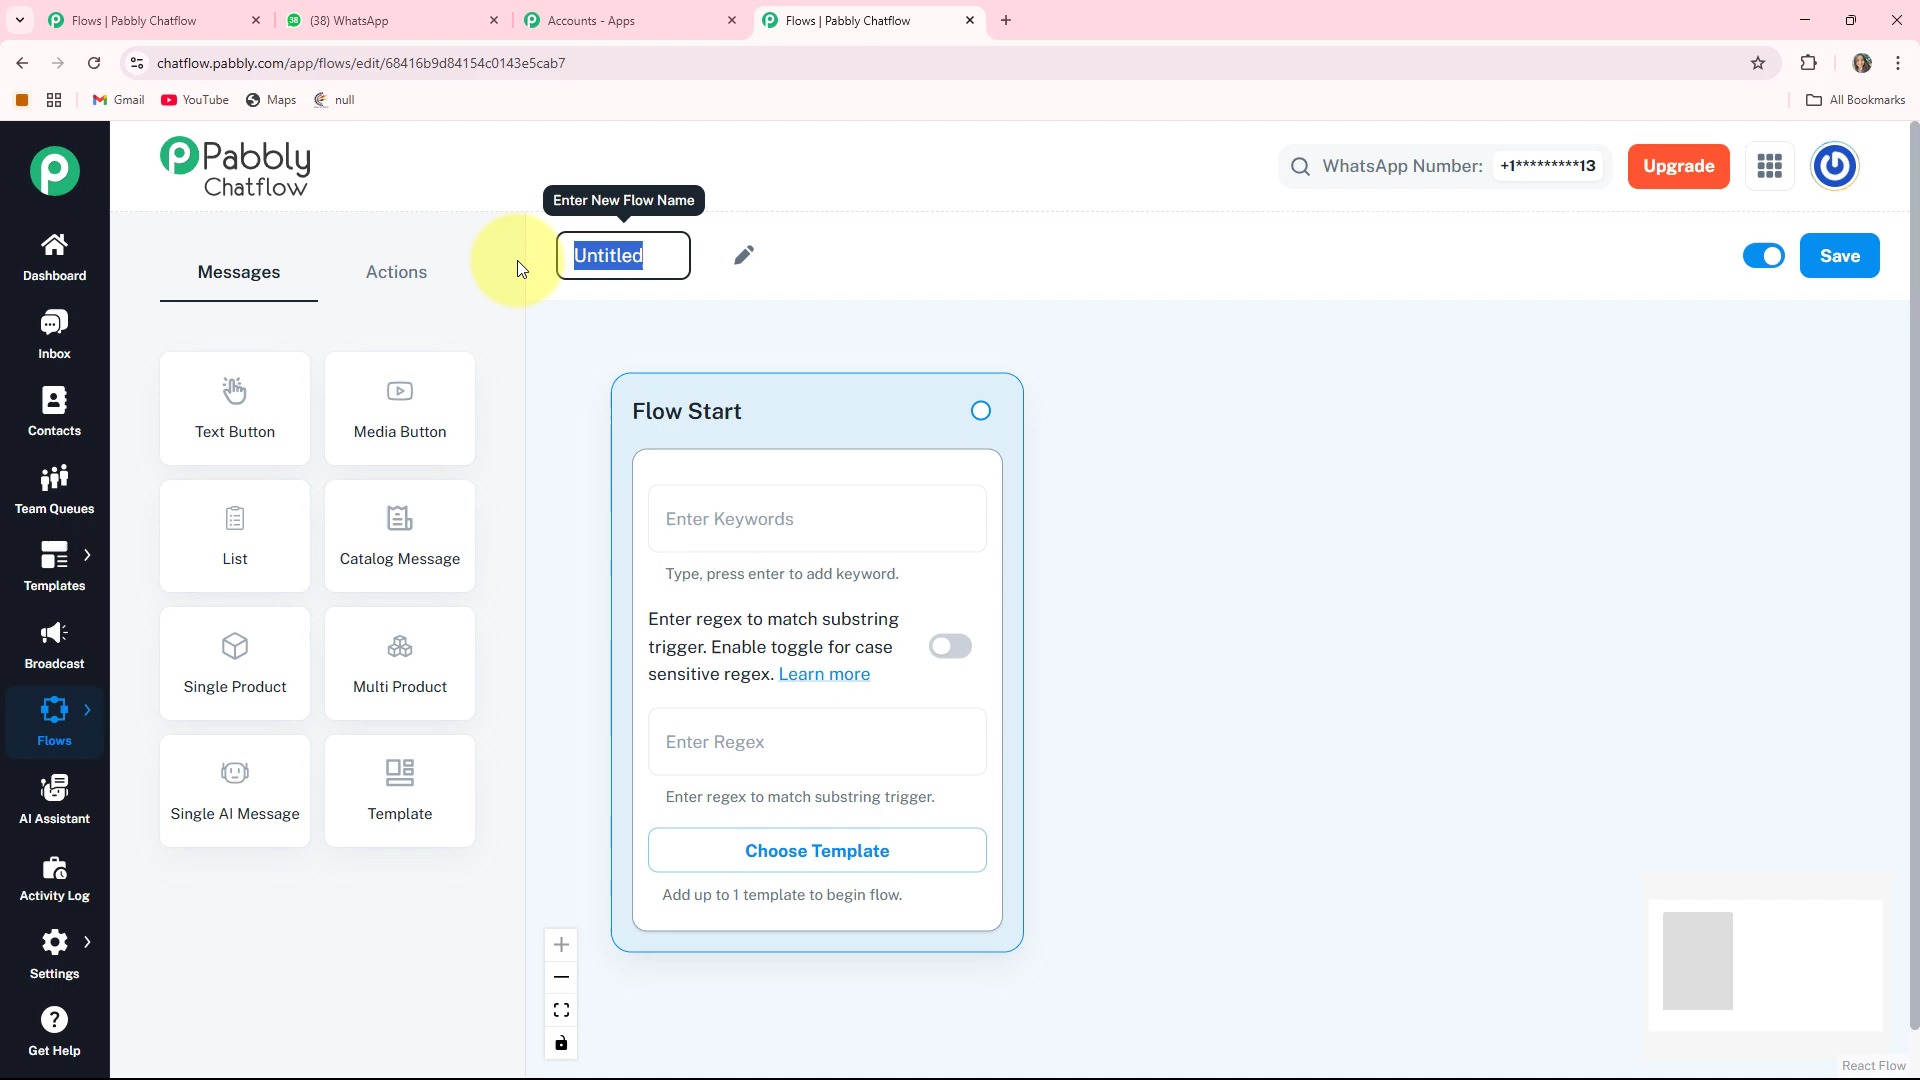 Flows | Pabbly Chatflow
(38) WhatsApp
Accounts - Apps
Flows | Pabbly Chatflow
chatflow.pabbly.com/app/flows/edit/68416b9d84154c0143e5cab7
Gmail
YouTube
Maps
null
All Bookmarks
Pabbly
Chatflow
WhatsApp Number: +1*********13
Upgrade
Enter New Flow Name
Untitled
Save
Dashboard
Inbox
Contacts
Team Queues
Templates
Broadcast
Flows
AI Assistant
Activity Log
Settings
Get Help
Messages
Actions
Text Button
Media Button
List
Catalog Message
Single Product
Multi Product
Single AI Message
Template
Flow Start
Enter Keywords
Type, press enter to add keyword.
Enter regex to match substring
trigger. Enable toggle for case
sensitive regex. Learn more
Enter Regex
Enter regex to match substring trigger.
Choose Template
Add up to 1 template to begin flow.
React Flow